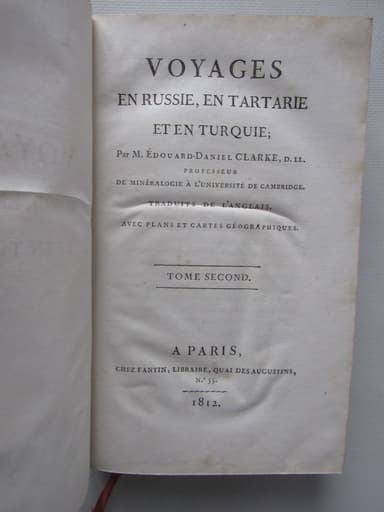 VOYAGES
EN RUSSIE, EN TARTARIE
ET EN TURQUIE;
Par M. ÉDOUARD-DANIEL CLARKE, D. LL.
PROFESSEUR
DE MINÉRALOGIE À L'UNIVERSITÉ DE CAMBRIDGE.
TRADUITS DE L'ANGLAIS,
AVEC PLANS ET CARTES GÉOGRAPHIQUES.
TOME SECOND.
A PARIS,
CHEZ FANTIN, LIBRAIRE, QUAI DES AUGUSTINS,
N.º 55.
1812.